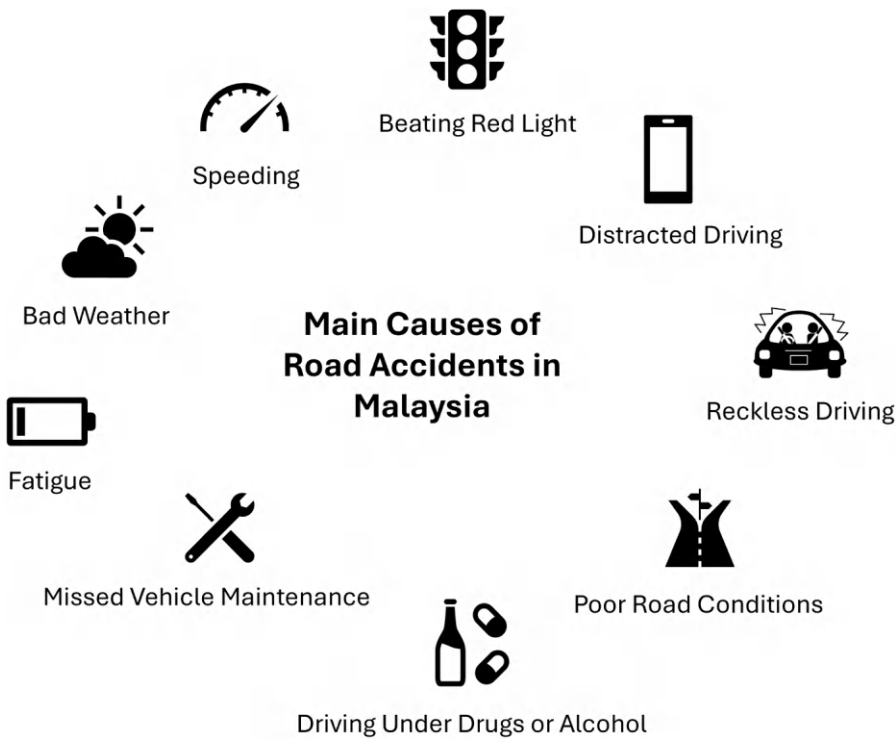 Beating Red Light
Speeding
Distracted Driving
Bad Weather
Main Causes of
Road Accidents in
Malaysia
Reckless Driving
Fatigue
Missed Vehicle Maintenance
Poor Road Conditions
Driving Under Drugs or Alcohol